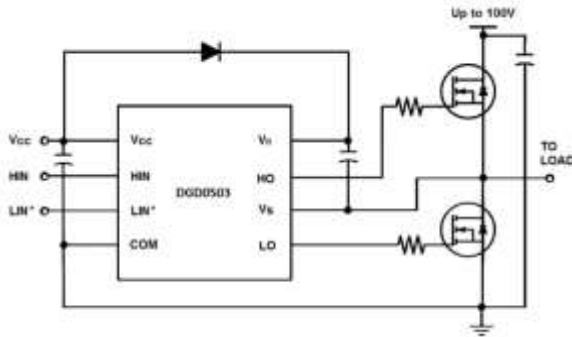 Up to 100V
Vcc
Vcc
VB
HIN
HIN
HO
TO
LOAD
DGD0503
LIN*
LIN*
VS
COM
LO